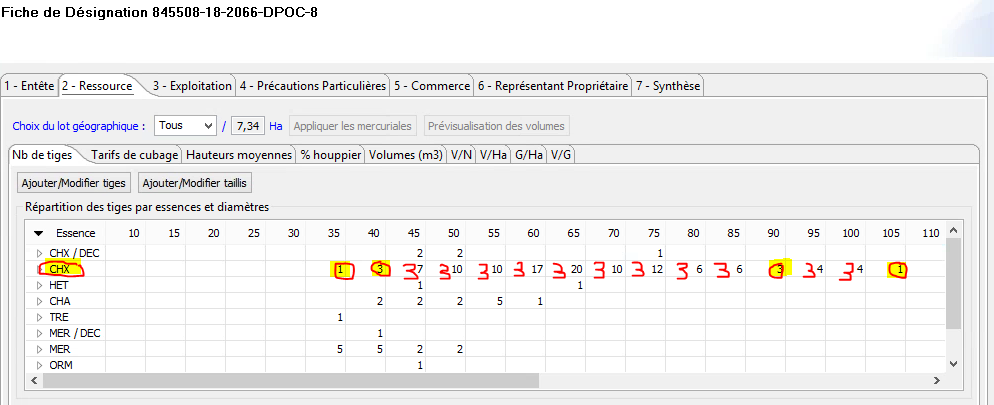 Fiche de Désignation 845508-18-2066-DPOC-8
1 - Entête 2 - Ressource 3 - Exploitation 4 - Précautions Particulières 5 - Commerce 6 - Représentant Propriétaire 7 - Synthèse
Choix du lot géographique : Tous / 7,34 Ha Appliquer les mercuriales Prévisualisation des volumes
Nb de tiges Tarifs de cubage Hauteurs moyennes % houppier Volumes (m3) V/N V/Ha G/Ha V/G
Ajouter/Modifier tiges Ajouter/Modifier taillis
Répartition des tiges par essences et diamètres
Essence 10 15 20 25 30 35 40 45 50 55 60 65 70 75 80 85 90 95 100 105 110
CHX / DEC 2 2 1
CHX 1 3 3 7 3 10 3 10 3 17 3 20 3 10 3 12 3 6 3 6 3 3 4 3 4 1
HET 1 1
CHA 2 2 2 5 1
TRE 1
MER / DEC 1
MER 5 5 2 2
ORM 1